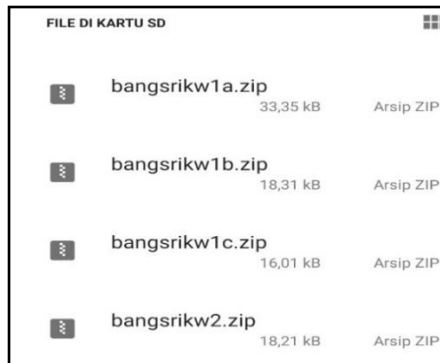 FILE DI KARTU SD
bangsrikw1a.zip
33,35 kB Arsip ZIP
bangsrikw1b.zip
18,31 kB Arsip ZIP
bangsrikw1c.zip
16,01 kB Arsip ZIP
bangsrikw2.zip
18,21 kB Arsip ZIP